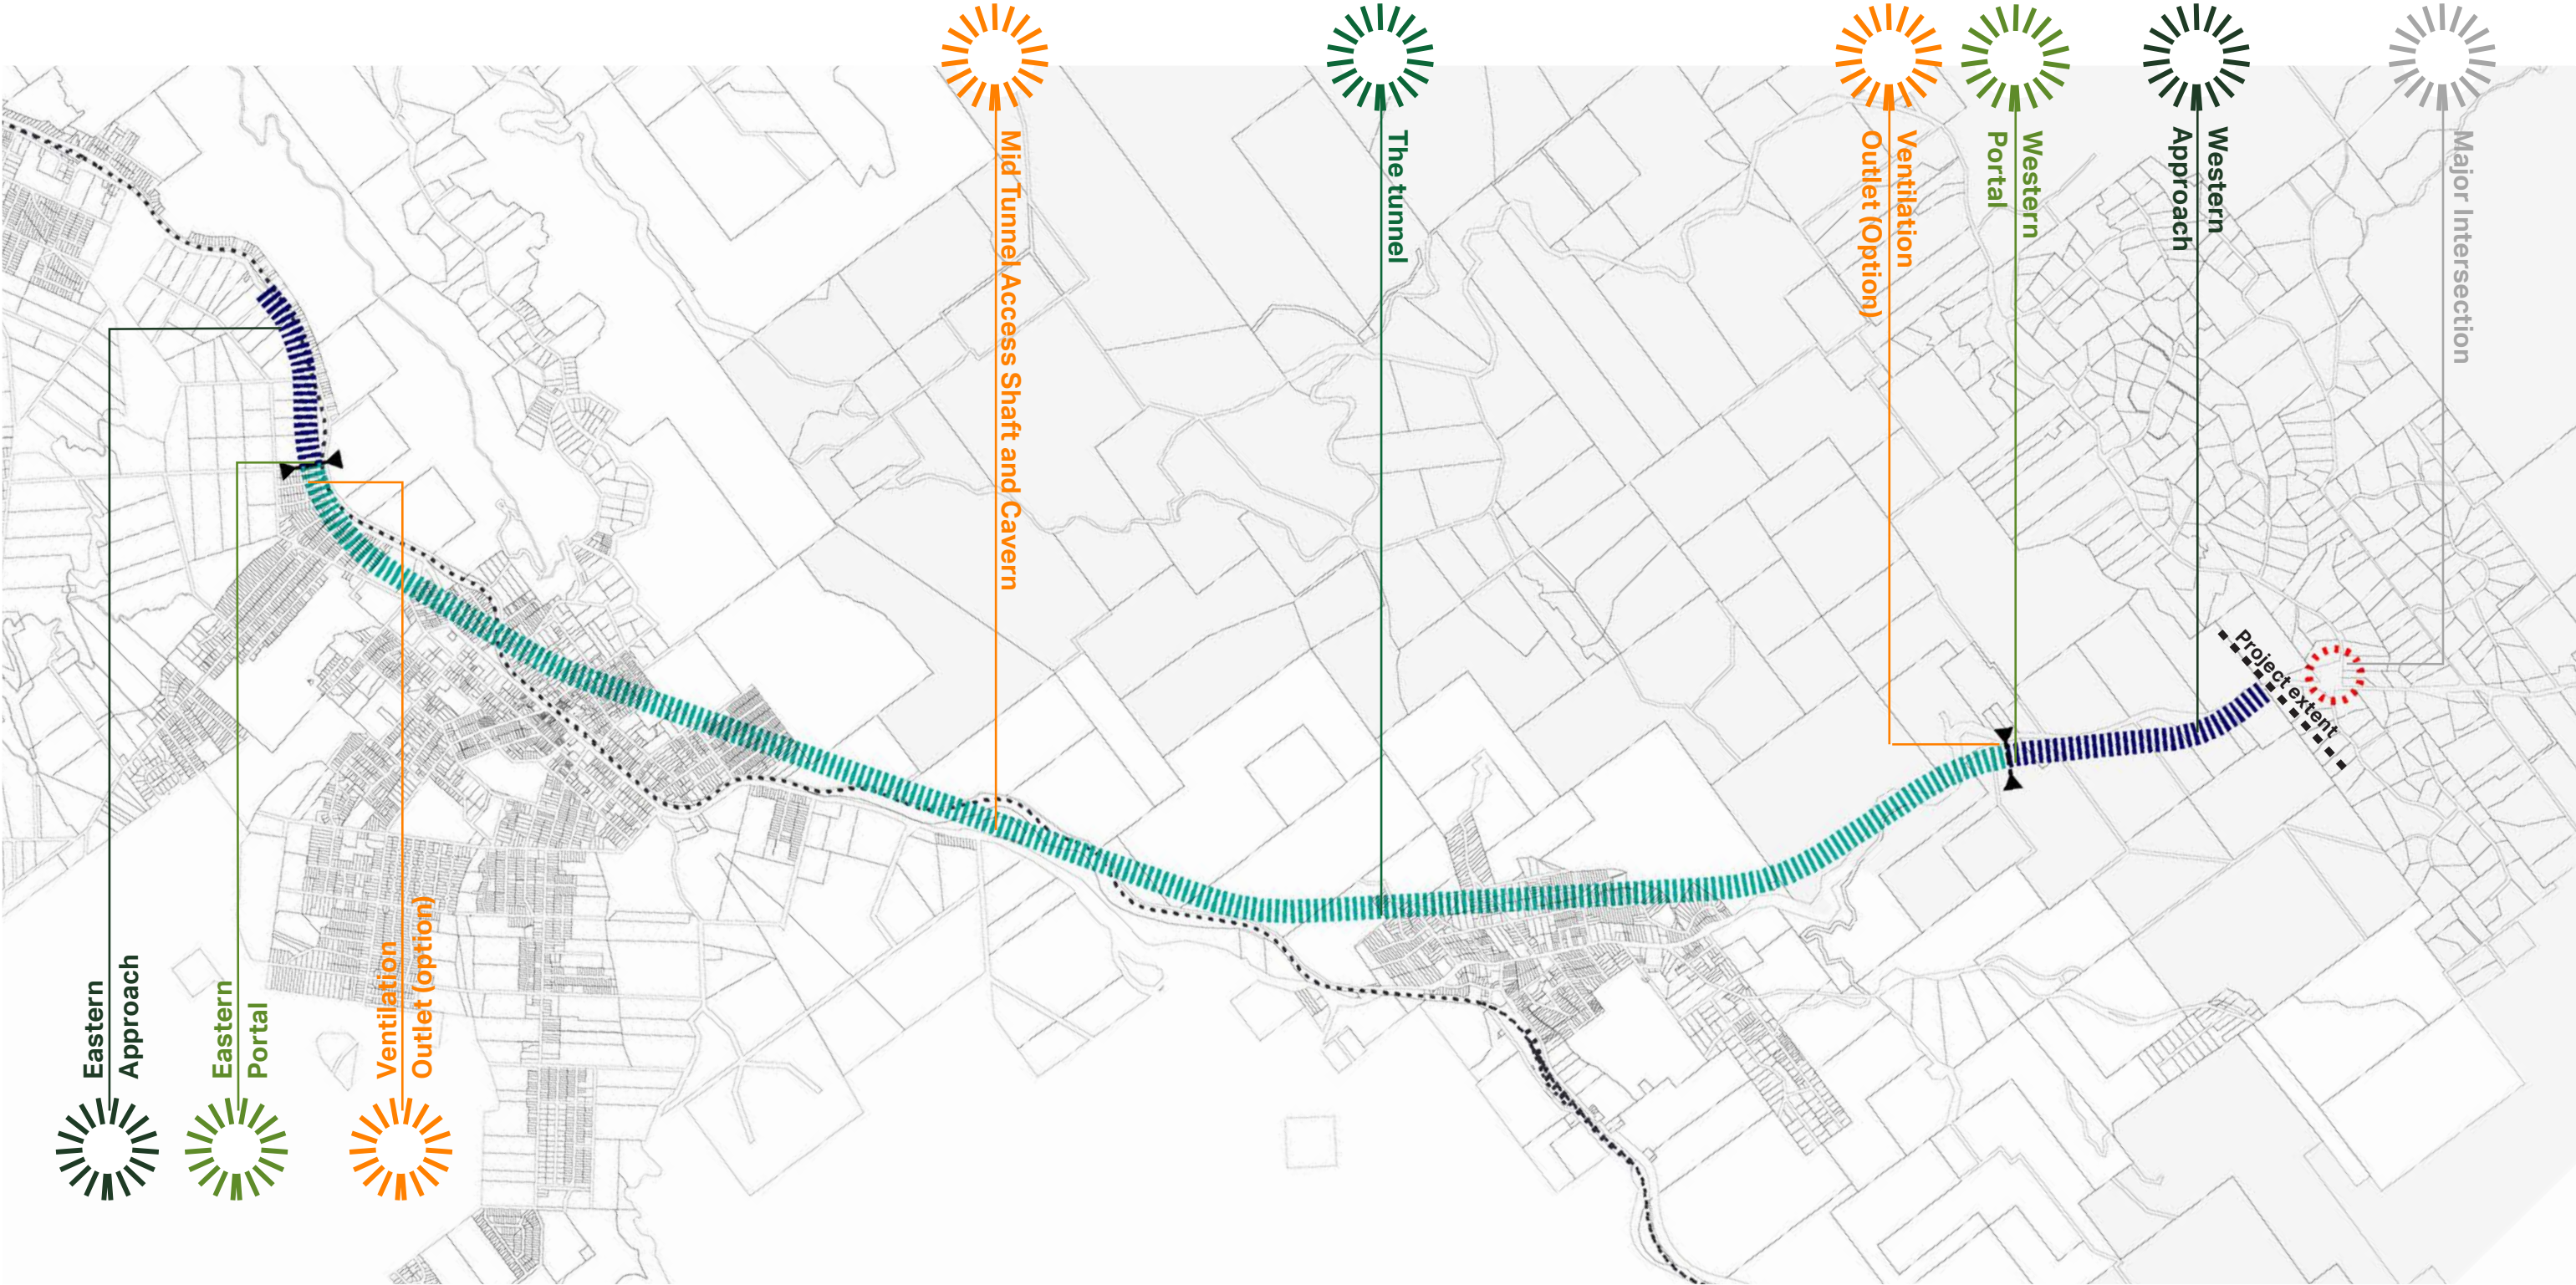 Mid Tunnel Access Shaft and Cavern
The tunnel
Ventilation
Outlet (Option)
Western
Portal
Western
Approach
Major Intersection
Project extent
Eastern
Approach
Eastern
Portal
Ventilation
Outlet (option)